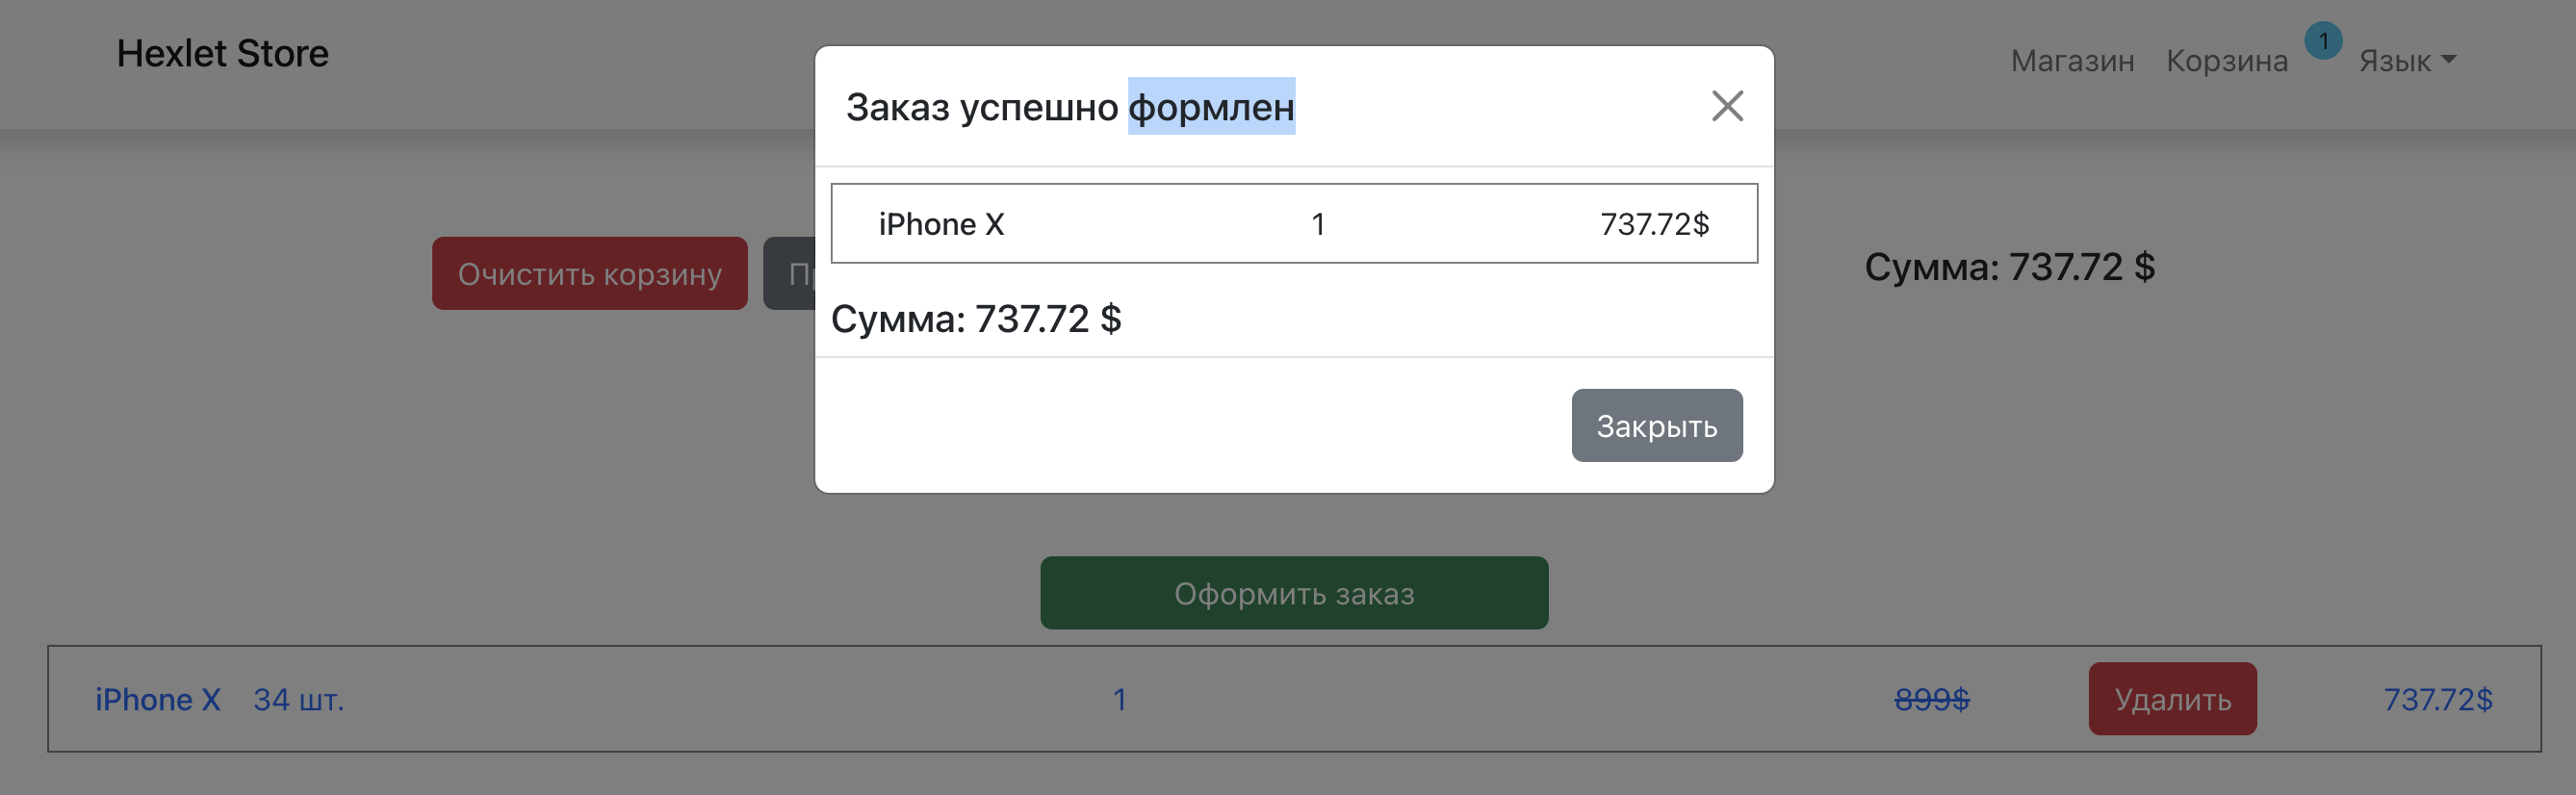 Hexlet Store
Магазин Корзина 1 Язык
Заказ успешно формлен
iPhone X 1 737.72$
Сумма: 737.72 $
Закрыть
Очистить корзину
Сумма: 737.72 $
Оформить заказ
iPhone X 34 шт. 1 899$ Удалить 737.72$